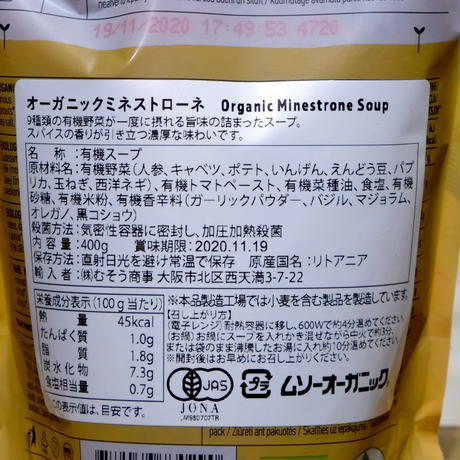 19/11/2020 17:49:53 4720
オーガニックミネストローネ Organic Minestrone Soup
9種類の有機野菜が一度に摂れる旨味の詰まったスープ。
スパイスの香りが引き立つ濃厚な味わいです。
名 称:有機スープ
原材料名:有機野菜(人参、キャベツ、ポテト、いんげん、えんどう豆、パプ
リカ、玉ねぎ、西洋ネギ)、有機トマトペースト、有機菜種油、食塩、有機
砂糖、有機米粉、有機香辛料(ガーリックパウダー、バジル、マジョラム、
オレガノ、黒コショウ)
殺菌方法:気密性容器に密封し、加圧加熱殺菌
内 容 量:400g 賞味期限:2020.11.19
保存方法:直射日光を避け常温で保存 原産国名:リトアニア
輸 入 者:㈱むそう商事 大阪市北区西天満3-7-22
栄養成分表示(100g当たり)
熱 量 45kcal
たんぱく質 1.0g
脂 質 1.8g
炭水化物 7.3g
食塩相当量 0.7g
この表示値は、目安です。
※本品製造工場では小麦を含む製品を製造しています。
【召し上がり方】
(電子レンジ)耐熱容器に移し、600Wで約4分温めてください。
(お鍋)お鍋にスープを入れかき混ぜながら中火で約3分、
または袋のまま沸騰したお湯に入れ約10分温めてください。
※開封後はお早めにお召し上がりください。
JAS
JONA
JM980707TR
プラ
ムソーオーガニック
pack / Žiūrėti ant pakuotės / Skatīties uz iepakojuma